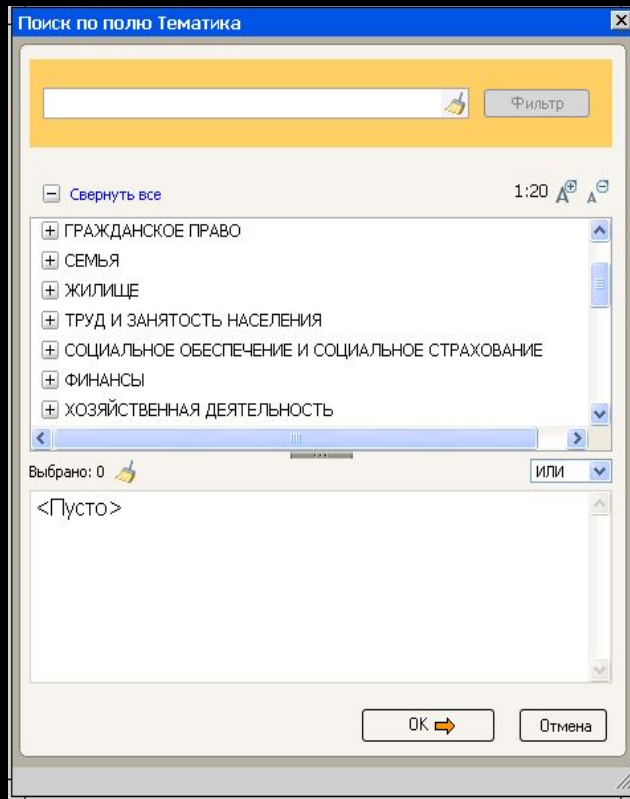 Поиск по полю Тематика
Фильтр
Свернуть все 1:20
ГРАЖДАНСКОЕ ПРАВО
СЕМЬЯ
ЖИЛИЩЕ
ТРУД И ЗАНЯТОСТЬ НАСЕЛЕНИЯ
СОЦИАЛЬНОЕ ОБЕСПЕЧЕНИЕ И СОЦИАЛЬНОЕ СТРАХОВАНИЕ
ФИНАНСЫ
ХОЗЯЙСТВЕННАЯ ДЕЯТЕЛЬНОСТЬ
Выбрано: 0 ИЛИ
<Пусто>
ОК Отмена